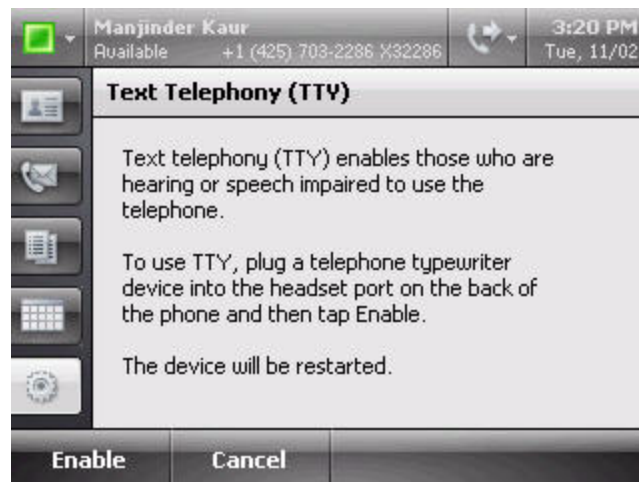 Manjinder Kaur
Available +1 (425) 703-2286 X32286
3:20 PM
Tue, 11/02
Text Telephony (TTY)
Text telephony (TTY) enables those who are
hearing or speech impaired to use the
telephone.
To use TTY, plug a telephone typewriter
device into the headset port on the back of
the phone and then tap Enable.
The device will be restarted.
Enable Cancel